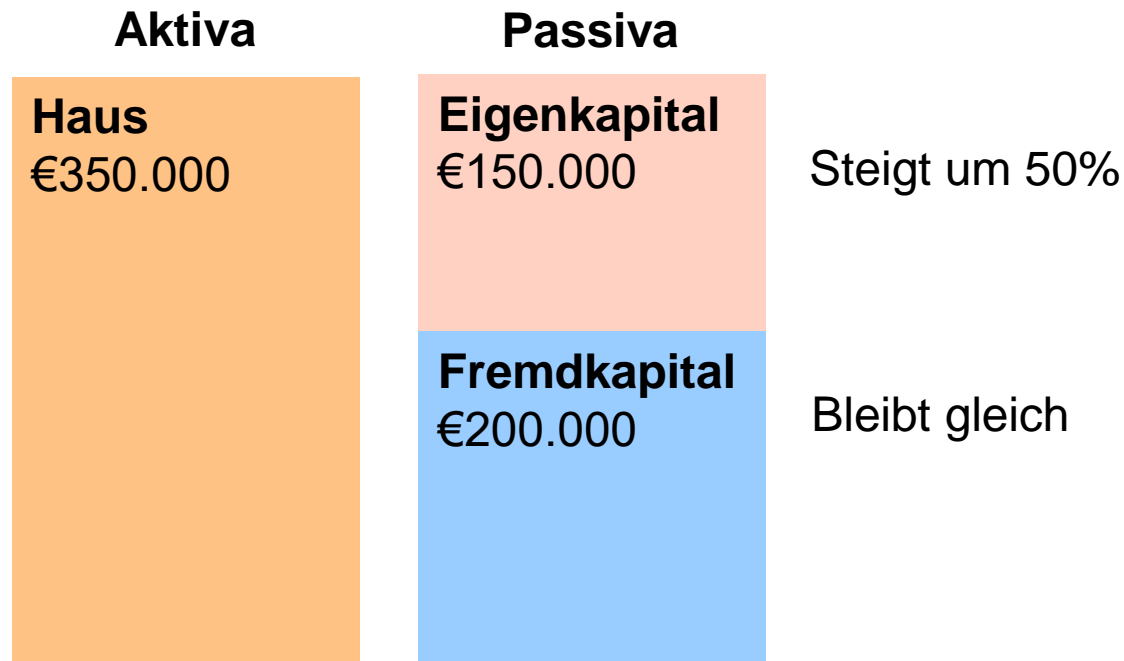 Aktiva
Passiva
Haus
€350.000
Eigenkapital
€150.000
Steigt um 50%
Fremdkapital
€200.000
Bleibt gleich